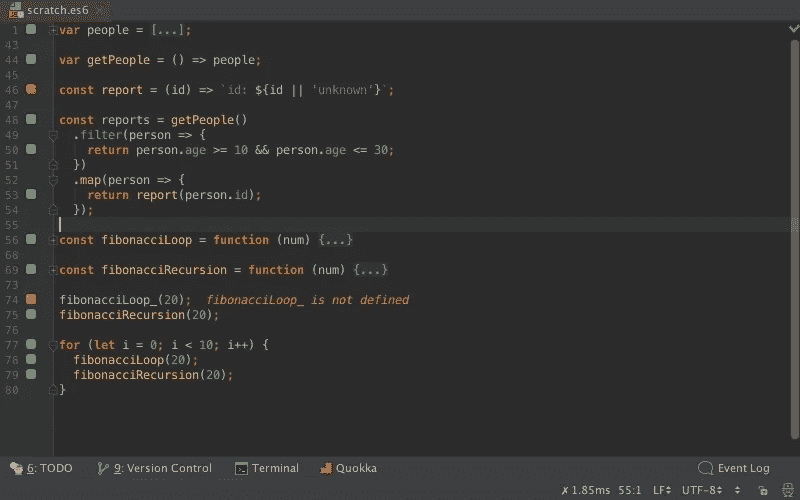 scratch.es6
1 var people = [...];
43
44 var getPeople = () => people;
45
46 const report = (id) => `id: ${id || 'unknown'}`;
47
48 const reports = getPeople()
49 .filter(person => {
50 return person.age >= 10 && person.age <= 30;
51 })
52 .map(person => {
53 return report(person.id);
54 });
55
56 const fibonacciLoop = function (num) {...}
68
69 const fibonacciRecursion = function (num) {...}
73
74 fibonacciLoop_(20); fibonacciLoop_ is not defined
75 fibonacciRecursion(20);
76
77 for (let i = 0; i < 10; i++) {
78 fibonacciLoop(20);
79 fibonacciRecursion(20);
80 }
6: TODO 9: Version Control Terminal Quokka Event Log
✗ 1.85ms 55:1 LF UTF-8